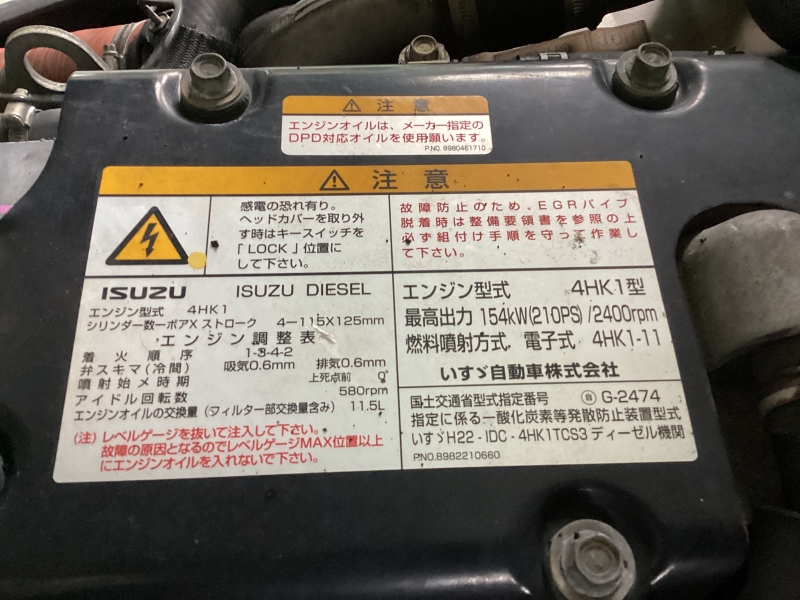 ⚠ 注意
エンジンオイルは、メーカー指定の
DPD対応オイルを使用願います。
P.NO. 8980461710
⚠ 注意
感電の恐れ有り。
ヘッドカバーを取り外
す時はキースイッチを
「LOCK」位置に
して下さい。
故障防止のため、EGRパイプ
脱着時は整備要領書を参照の上
必ず組付け手順を守って作業
して下さい。
ISUZU ISUZU DIESEL
エンジン型式 4HK1
シリンダー数ーボアXストローク 4-115X125mm
エンジン調整表
着火順序 1-3-4-2
弁スキマ(冷間) 吸気0.6mm 排気0.6mm
噴射始メ時期 上死点前 0°
アイドル回転数 580rpm
エンジンオイルの交換量(フィルター部交換量含み) 11.5L
(注)レベルゲージを抜いて注入して下さい。
故障の原因となるのでレベルゲージMAX位置以上
にエンジンオイルを入れないで下さい。
エンジン型式 4HK1型
最高出力 154kW(210PS)/2400rpm
燃料噴射方式 電子式 4HK1-11
いすゞ自動車株式会社
国土交通省型式指定番号 自 G-2474
指定に係る一酸化炭素等発散防止装置型式
いすゞH22-IDC-4HK1TCS3ディーゼル機関
P.NO. 8982210660